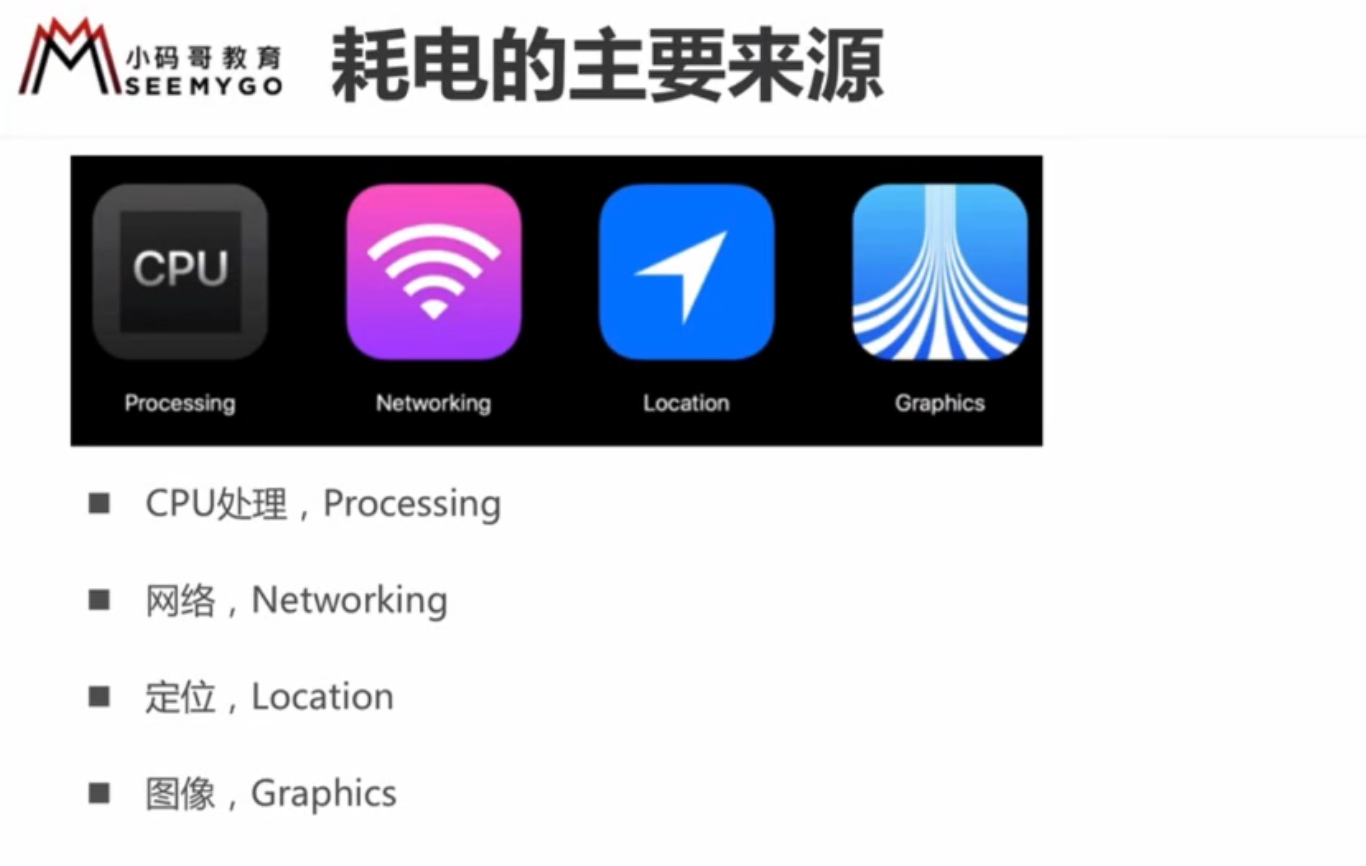 小码哥教育
SEEMYGO
耗电的主要来源
CPU
Processing
Networking
Location
Graphics
CPU处理，Processing
网络，Networking
定位，Location
图像，Graphics